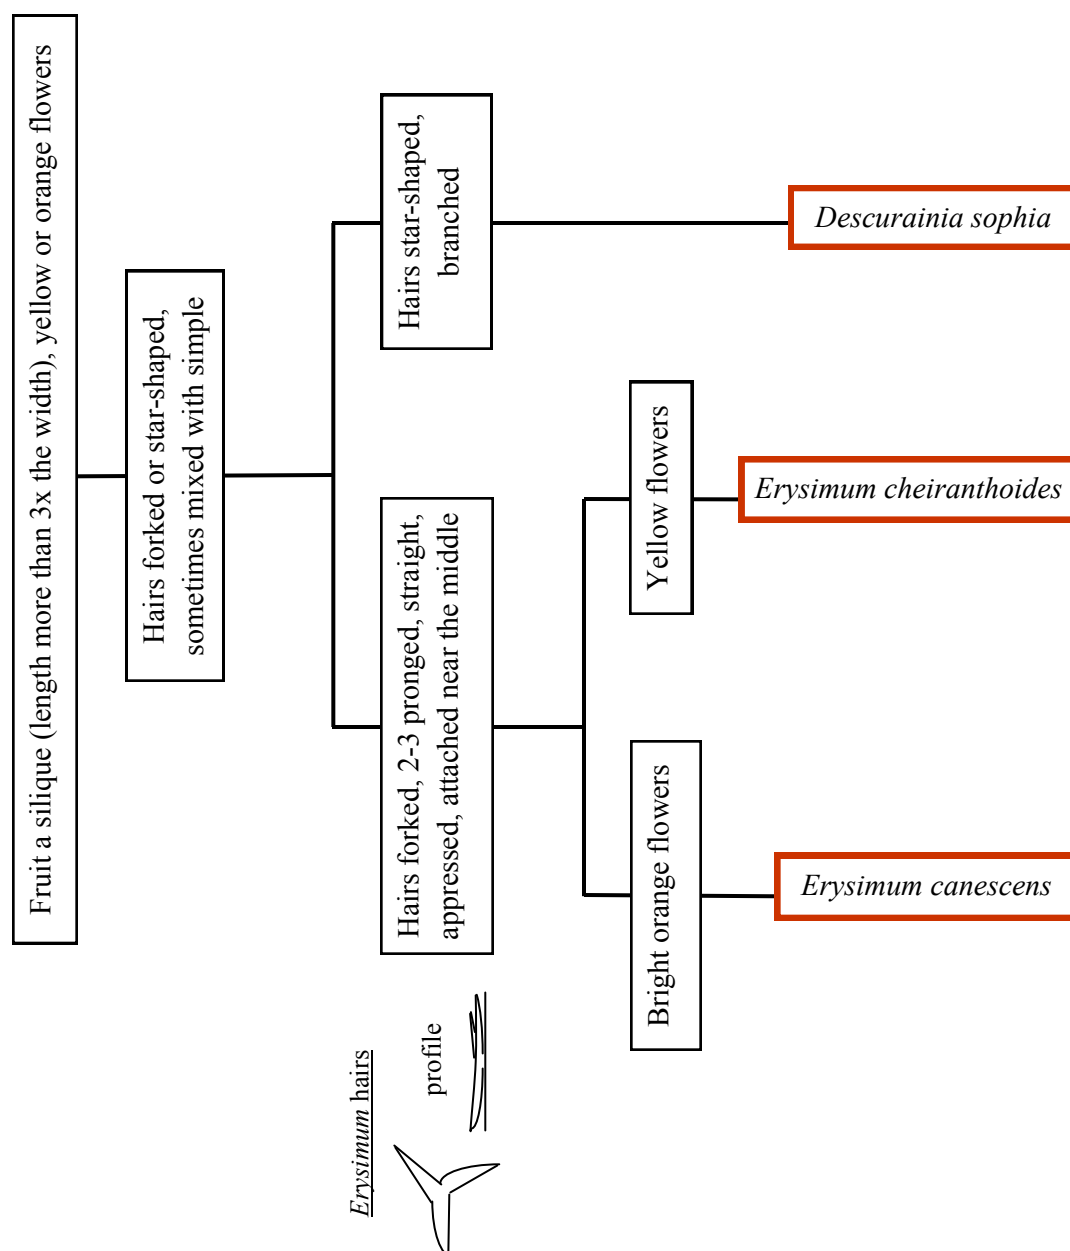 Fruit a silique (length more than 3x the width), yellow or orange flowers
Hairs forked or star-shaped,
sometimes mixed with simple
Hairs forked, 2-3 pronged, straight,
appressed, attached near the middle
Hairs star-shaped,
branched
Bright orange flowers
Yellow flowers
Erysimum canescens
Erysimum cheiranthoides
Descurainia sophia
Erysimum hairs
profile